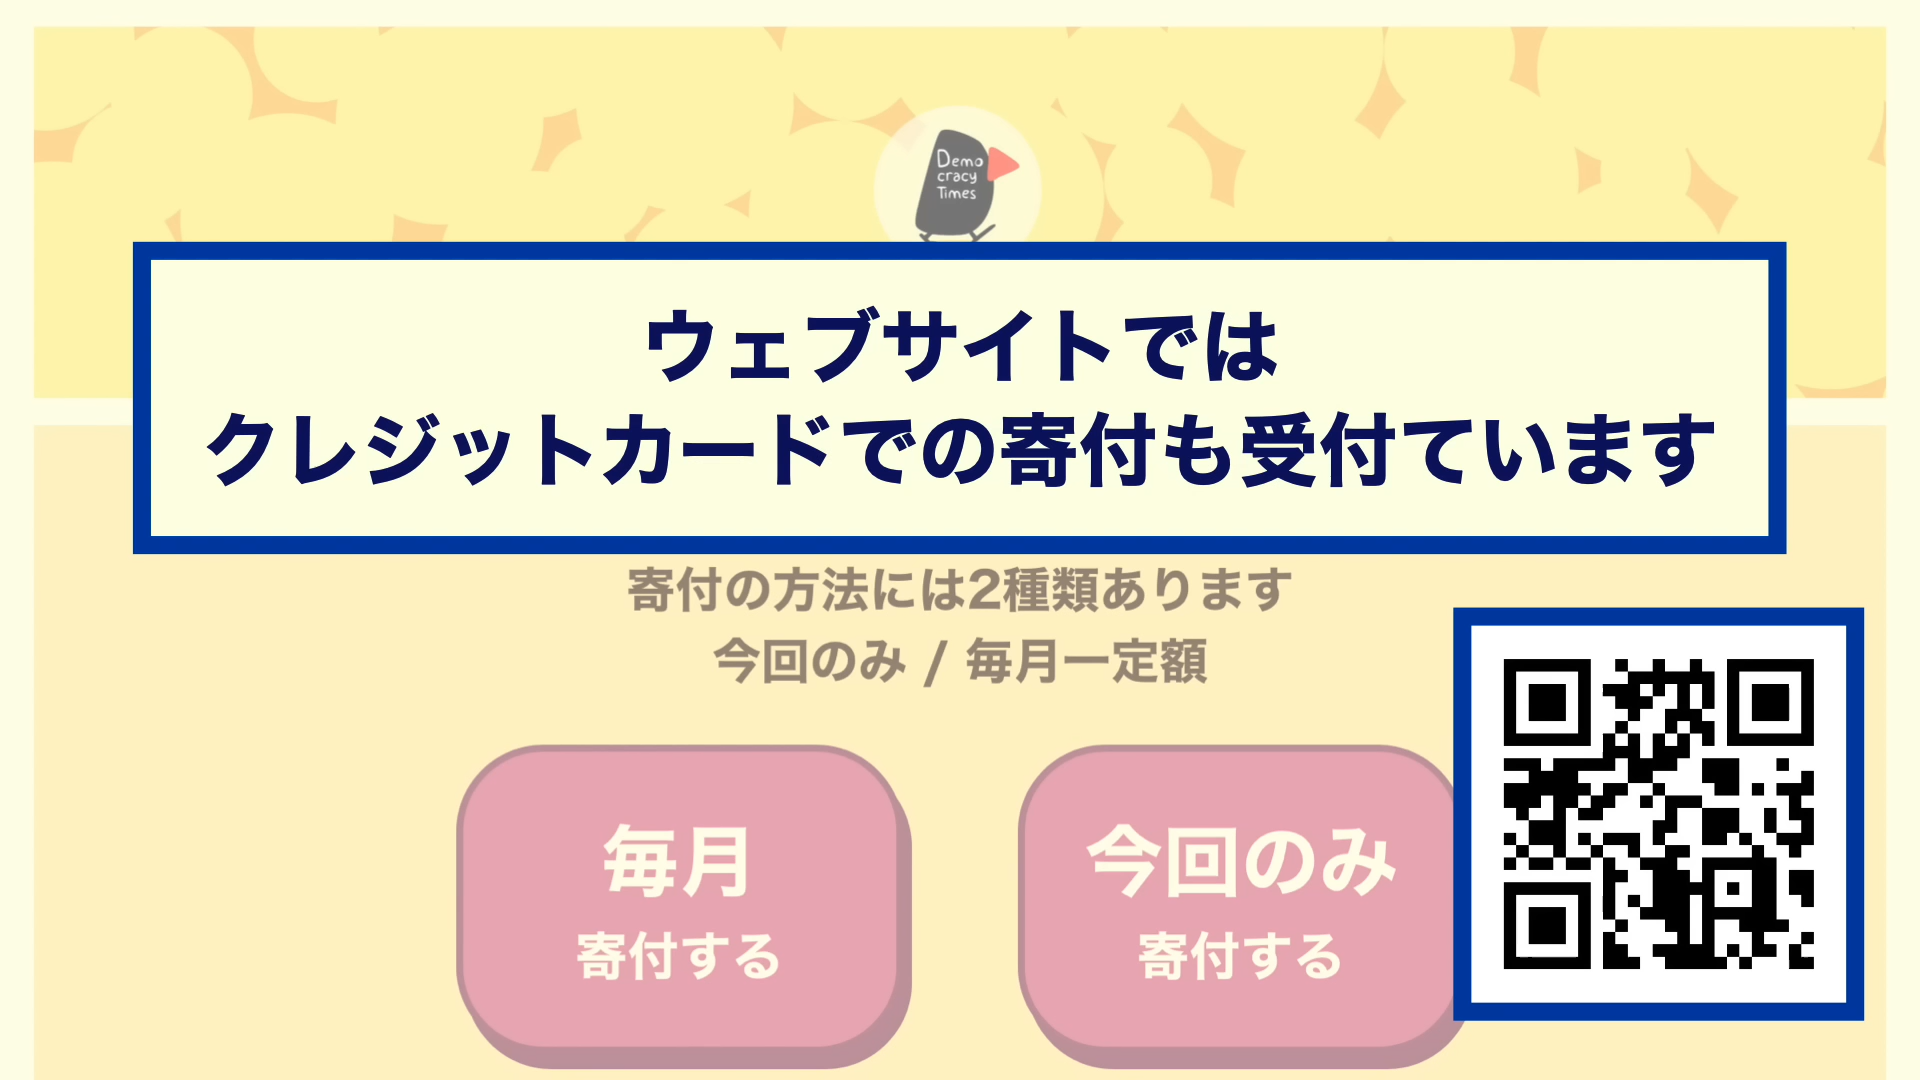 Demo
cracy
Times
ウェブサイトでは
クレジットカードでの寄付も受付ています
寄付の方法には2種類あります
今回のみ / 毎月一定額
毎月
寄付する
今回のみ
寄付する